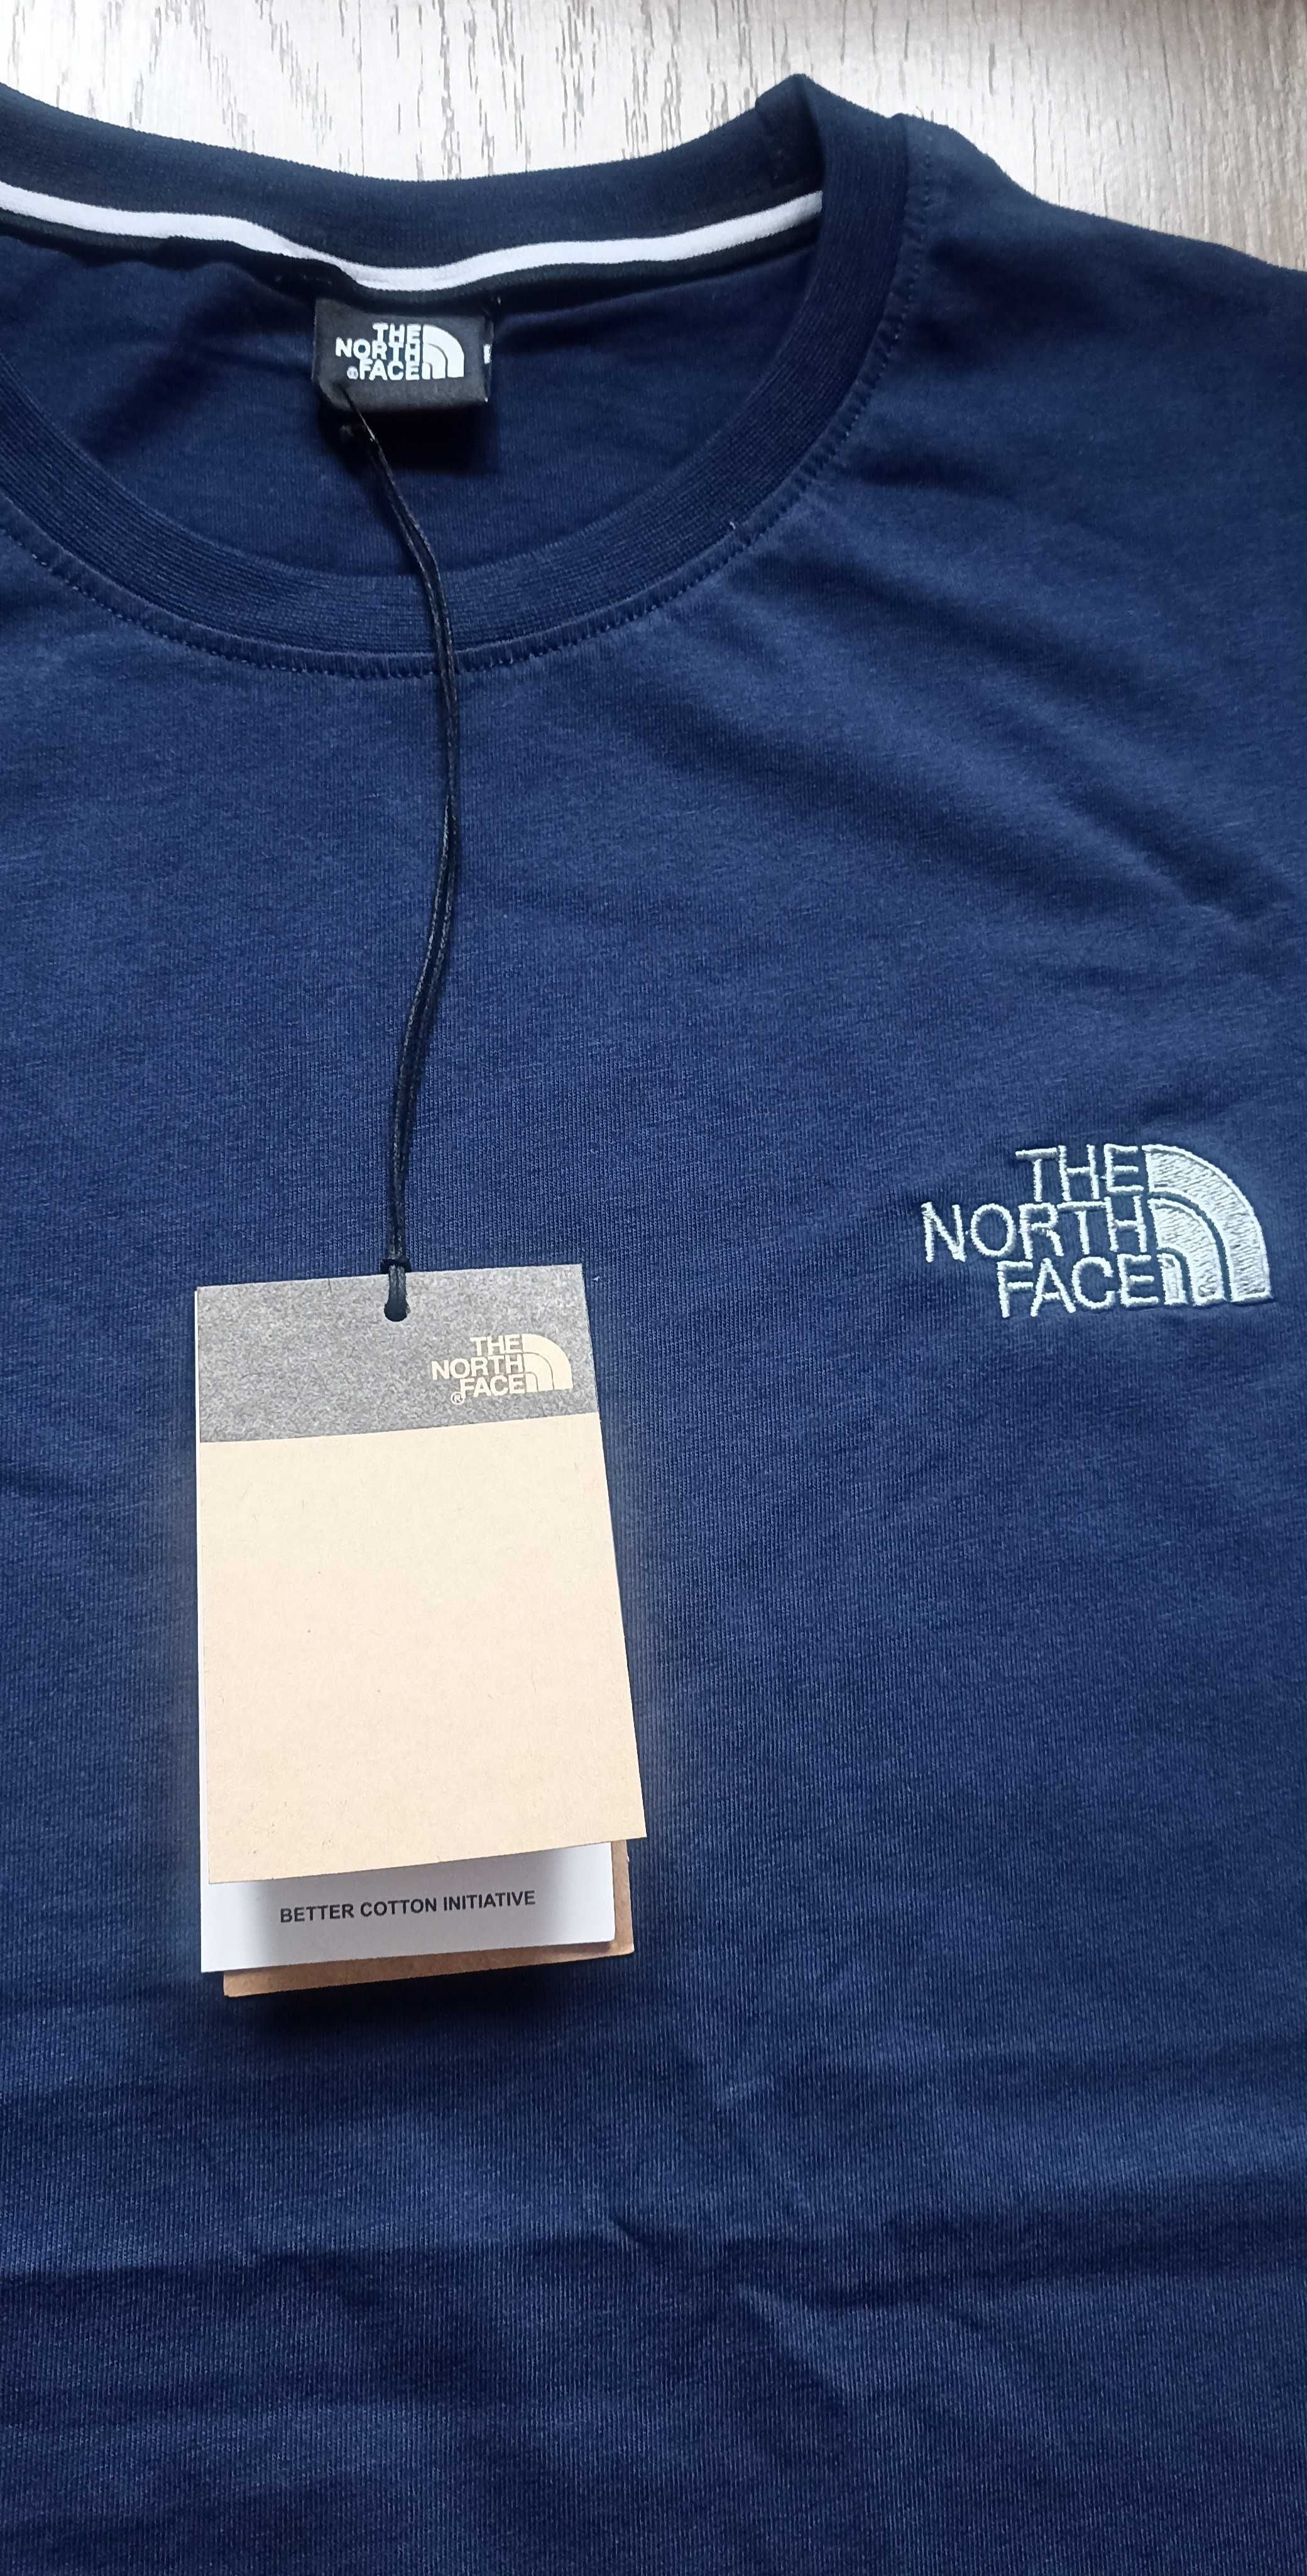 THE
NORTH
FACE
®
THE
NORTH
FACE
THE
NORTH
FACE
®
BETTER COTTON INITIATIVE